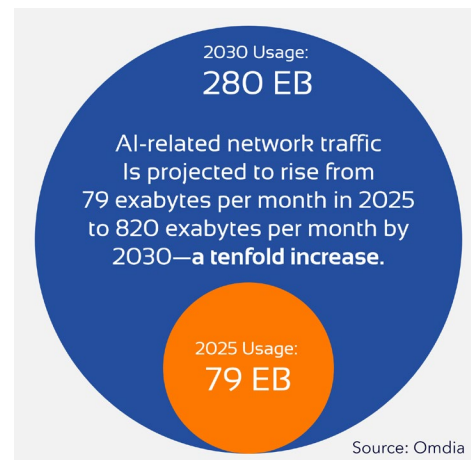 2030 Usage:
280 EB
AI-related network traffic
Is projected to rise from
79 exabytes per month in 2025
to 820 exabytes per month by
2030—a tenfold increase.
2025 Usage:
79 EB
Source: Omdia